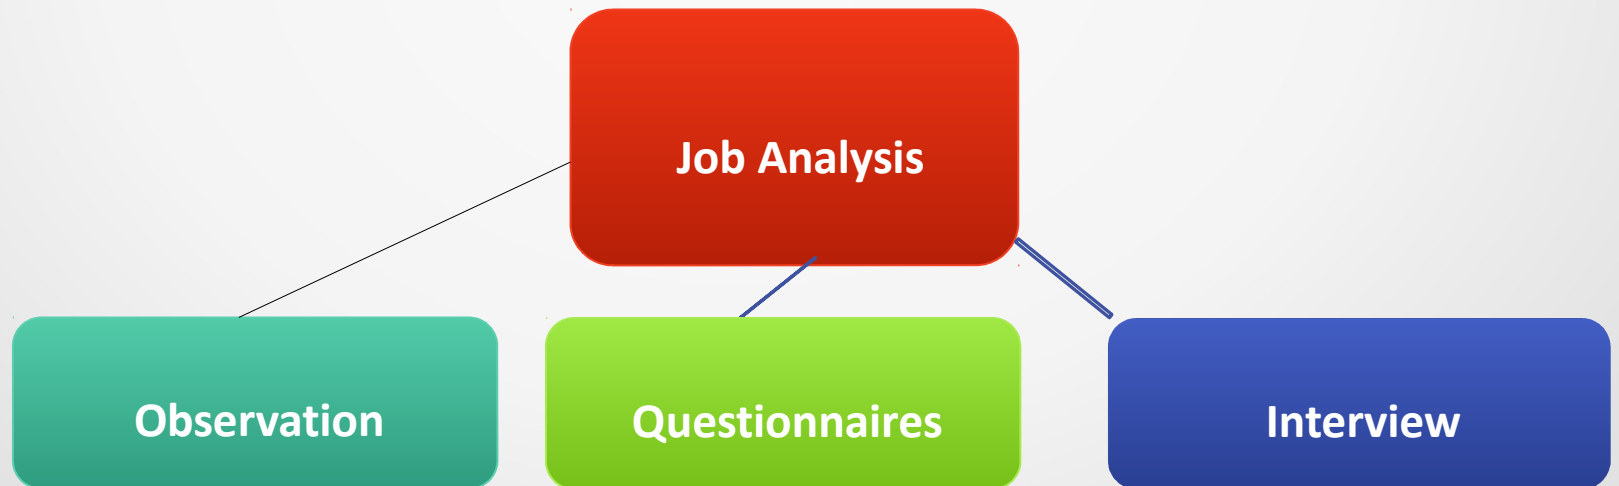 Job Analysis
Observation
Questionnaires
Interview